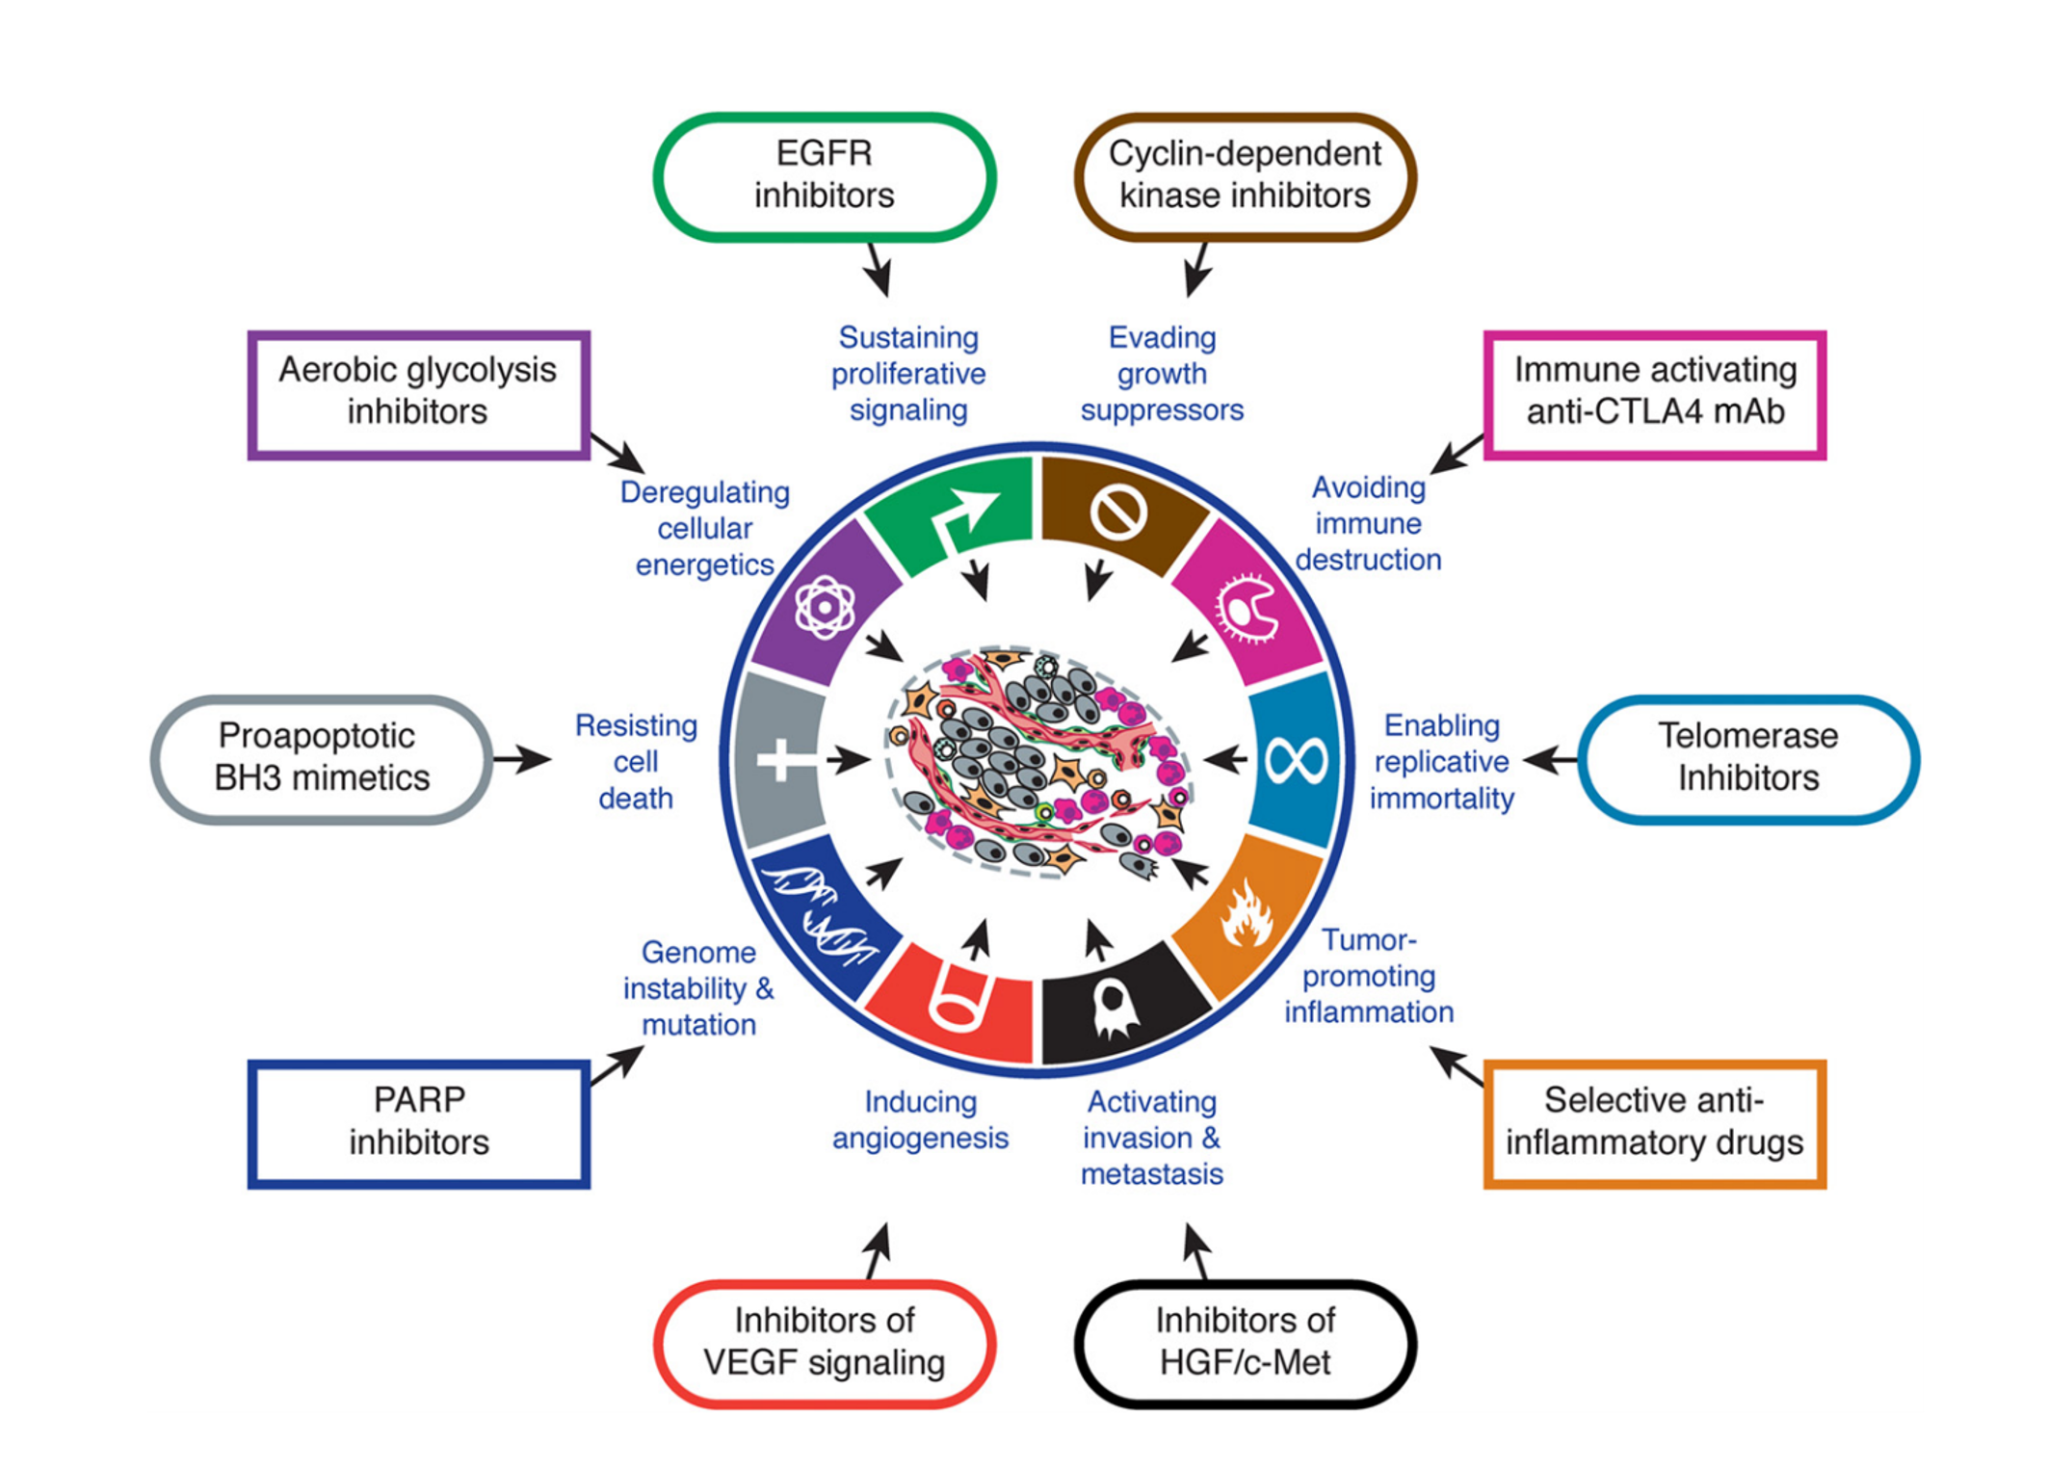 EGFR
inhibitors
Cyclin-dependent
kinase inhibitors
Aerobic glycolysis
inhibitors
Sustaining
proliferative
signaling
Evading
growth
suppressors
Immune activating
anti-CTLA4 mAb
Deregulating
cellular
energetics
Avoiding
immune
destruction
Proapoptotic
BH3 mimetics
Resisting
cell
death
Enabling
replicative
immortality
Telomerase
Inhibitors
Genome
instability &
mutation
Tumor-
promoting
inflammation
PARP
inhibitors
Inducing
angiogenesis
Activating
invasion &
metastasis
Selective anti-
inflammatory drugs
Inhibitors of
VEGF signaling
Inhibitors of
HGF/c-Met